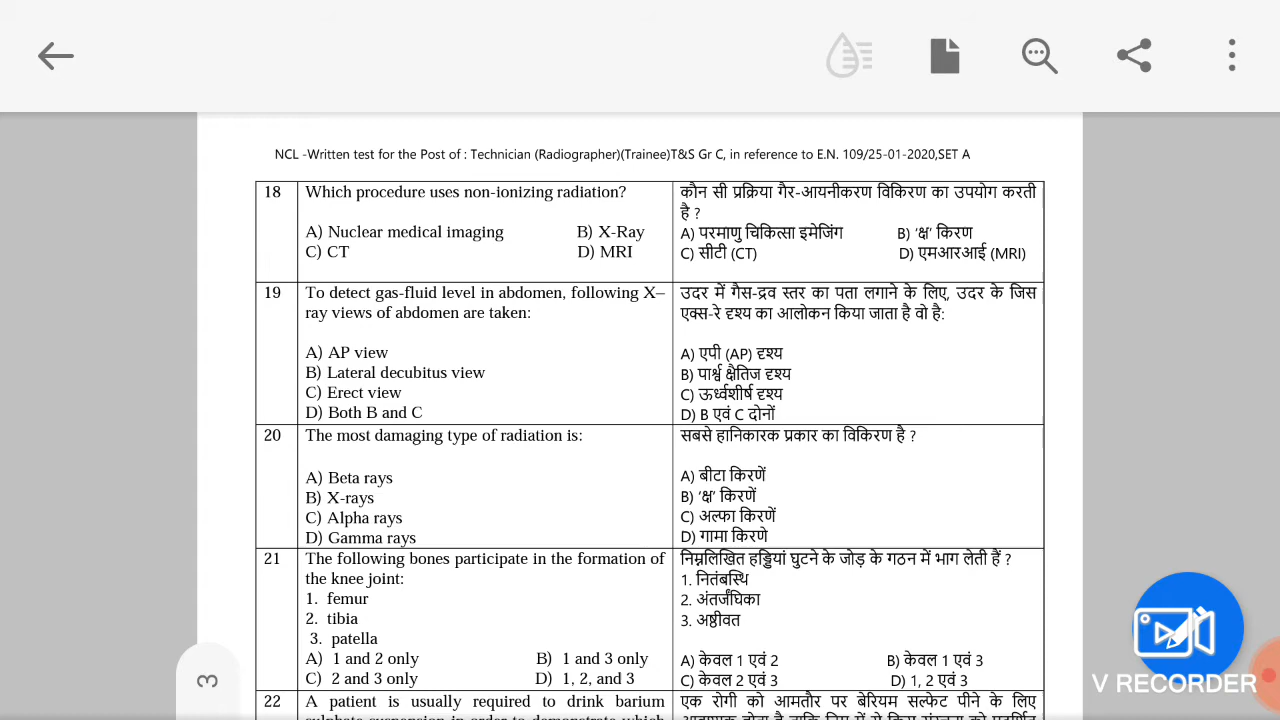 NCL -Written test for the Post of : Technician (Radiographer)(Trainee)T&S Gr C, in reference to E.N. 109/25-01-2020,SET A
18 Which procedure uses non-ionizing radiation?
A) Nuclear medical imaging B) X-Ray
C) CT D) MRI
कौन सी प्रक्रिया गैर-आयनीकरण विकिरण का उपयोग करती
है ?
A) परमाणु चिकित्सा इमेजिंग B) ‘क्ष’ किरण
C) सीटी (CT) D) एमआरआई (MRI)
19 To detect gas-fluid level in abdomen, following X–
ray views of abdomen are taken:
A) AP view
B) Lateral decubitus view
C) Erect view
D) Both B and C
उदर में गैस-द्रव स्तर का पता लगाने के लिए, उदर के जिस
एक्स-रे दृश्य का आलोकन किया जाता है वो है:
A) एपी (AP) दृश्य
B) पार्श्व क्षैतिज दृश्य
C) ऊर्ध्वशीर्ष दृश्य
D) B एवं C दोनों
20 The most damaging type of radiation is:
A) Beta rays
B) X-rays
C) Alpha rays
D) Gamma rays
सबसे हानिकारक प्रकार का विकिरण है ?
A) बीटा किरणें
B) ‘क्ष’ किरणें
C) अल्फा किरणें
D) गामा किरणे
21 The following bones participate in the formation of
the knee joint:
1. femur
2. tibia
3. patella
A) 1 and 2 only B) 1 and 3 only
C) 2 and 3 only D) 1, 2, and 3
निम्नलिखित हड्डियां घुटने के जोड़ के गठन में भाग लेती हैं ?
1. नितंबस्थि
2. अंतर्जंघिका
3. अष्ठीवत
A) केवल 1 एवं 2 B) केवल 1 एवं 3
C) केवल 2 एवं 3 D) 1, 2 एवं 3
22 A patient is usually required to drink barium
sulphate suspension in order to demonstrate which
एक रोगी को आमतौर पर बेरियम सल्फेट पीने के लिए
3
V RECORDER